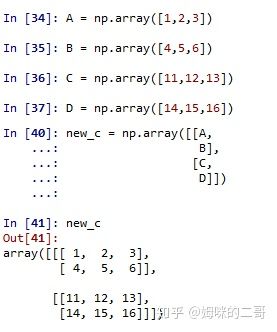 In [34]: A = np.array([1,2,3])
In [35]: B = np.array([4,5,6])
In [36]: C = np.array([11,12,13])
In [37]: D = np.array([14,15,16])
In [40]: new_c = np.array([[A,
    ...:                     B],
    ...:                    [C,
    ...:                     D]])
    ...:
In [41]: new_c
Out[41]:
array([[[ 1,  2,  3],
        [ 4,  5,  6]],
       [[11, 12, 13],
        [14, 15, 16]]])
知乎 @姆咪的二哥